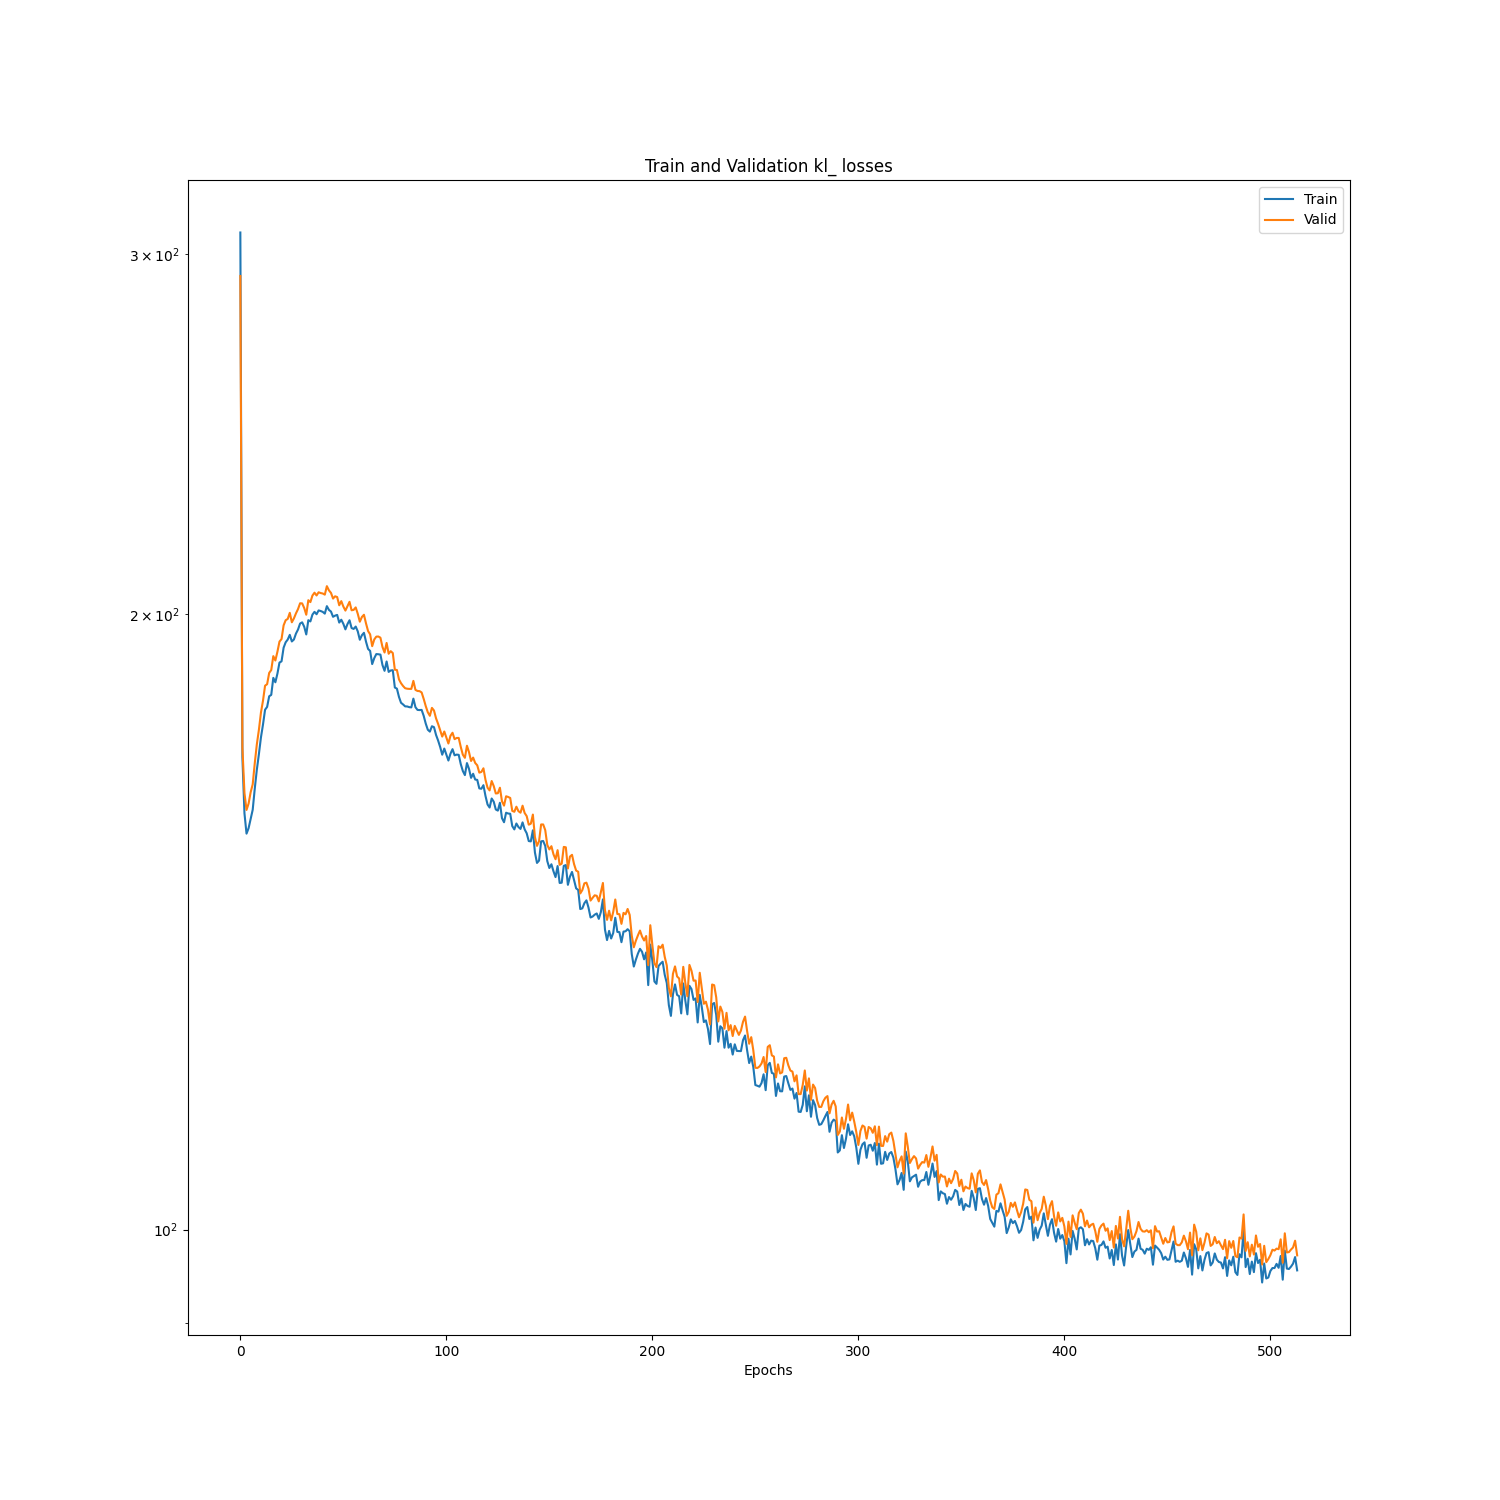 Train and Validation kl_ losses
Train
Valid
3 × 10²
2 × 10²
10²
0 100 200 300 400 500
Epochs